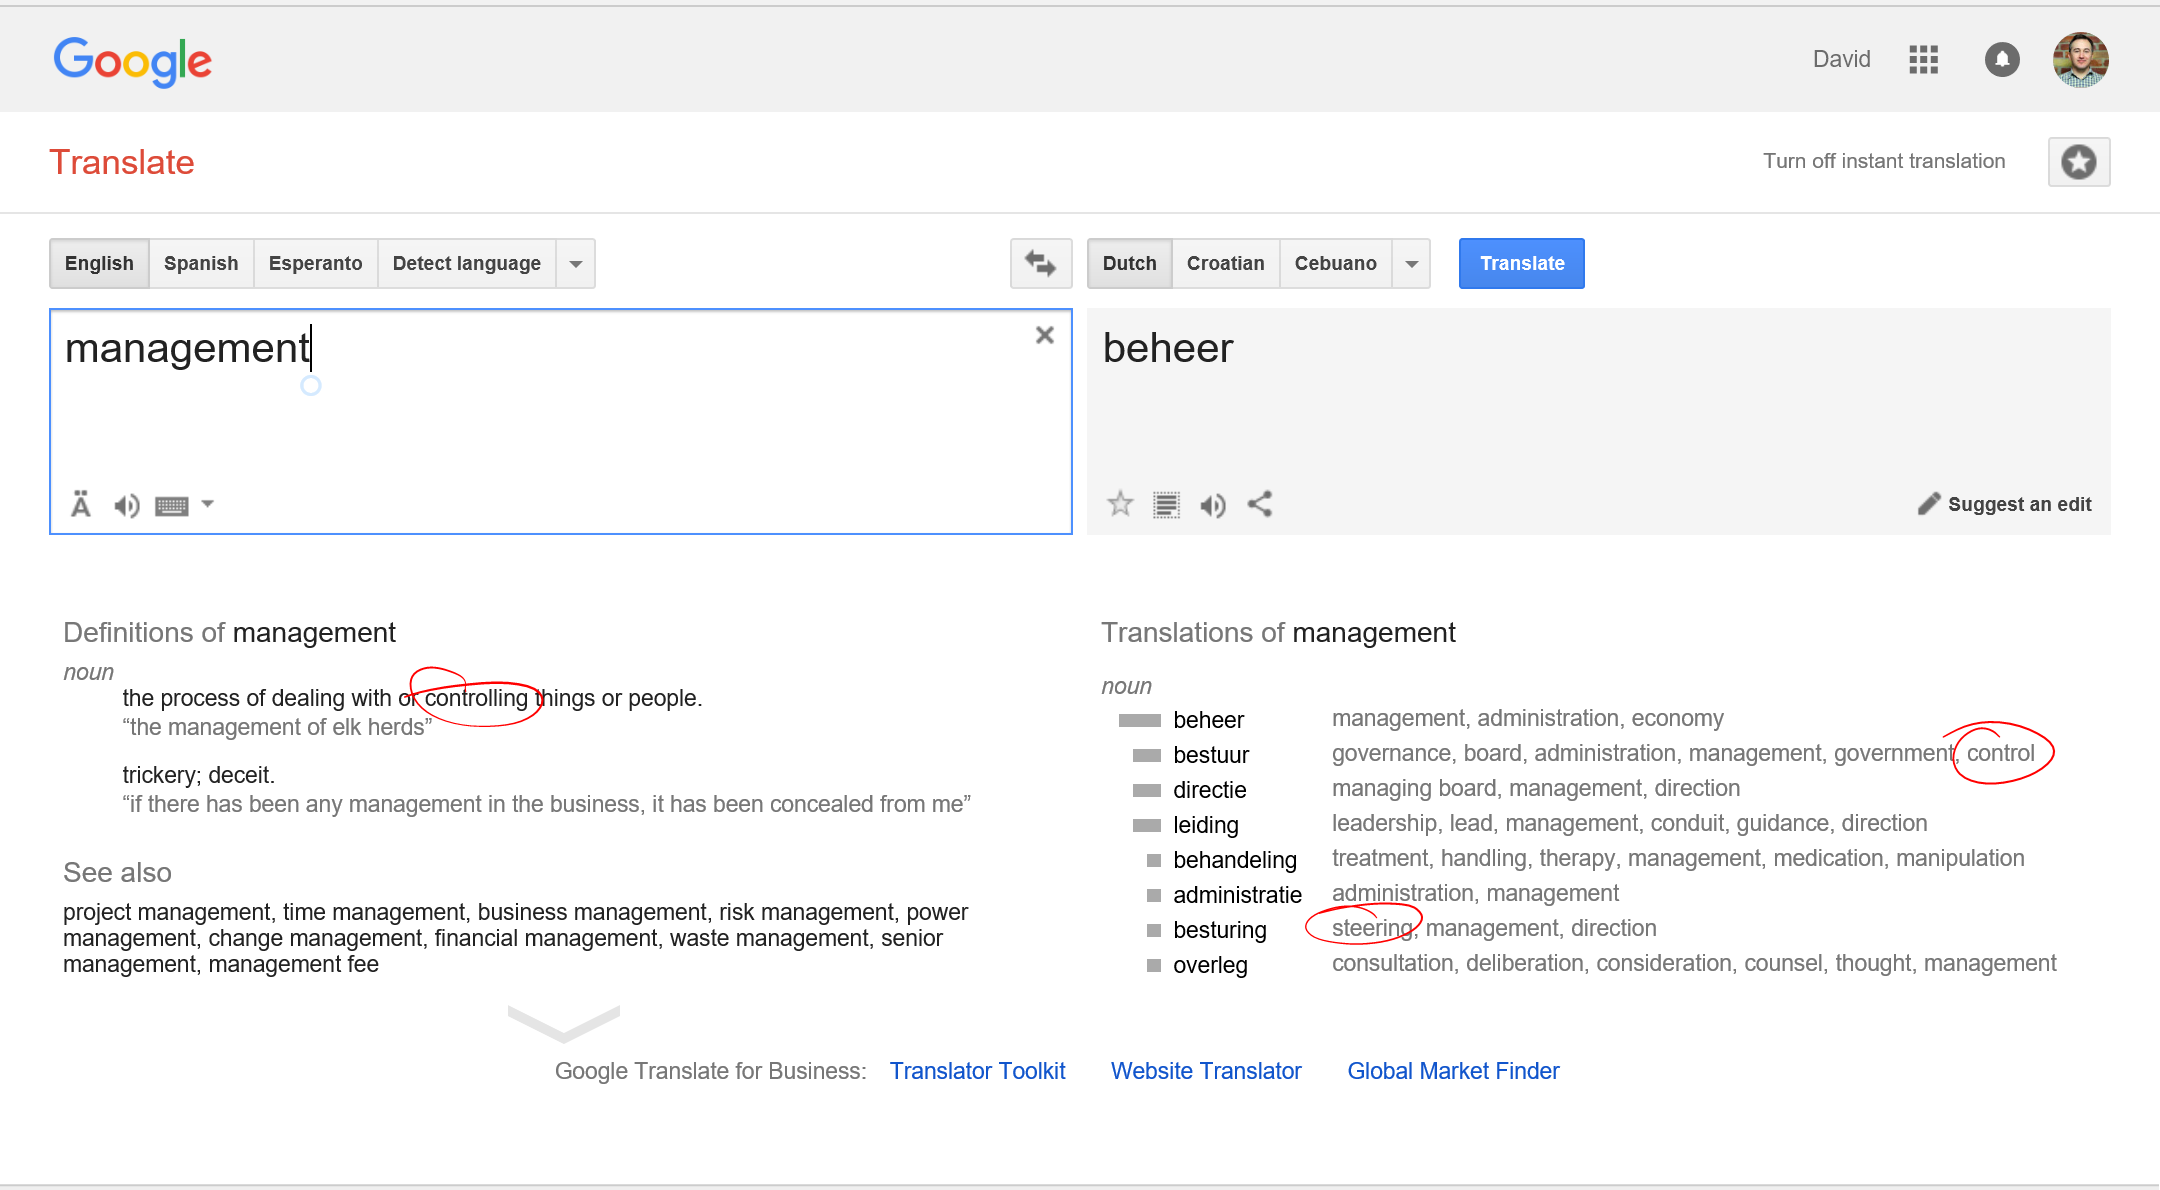 Google
David
Translate
Turn off instant translation
English Spanish Esperanto Detect language
Dutch Croatian Cebuano Translate
management
beheer
Ä
Suggest an edit
Definitions of management
noun
the process of dealing with or controlling things or people.
“the management of elk herds”
trickery; deceit.
“if there has been any management in the business, it has been concealed from me”
See also
project management, time management, business management, risk management, power
management, change management, financial management, waste management, senior
management, management fee
Translations of management
noun
beheer management, administration, economy
bestuur governance, board, administration, management, government, control
directie managing board, management, direction
leiding leadership, lead, management, conduit, guidance, direction
behandeling treatment, handling, therapy, management, medication, manipulation
administratie administration, management
besturing steering, management, direction
overleg consultation, deliberation, consideration, counsel, thought, management
Google Translate for Business: Translator Toolkit Website Translator Global Market Finder